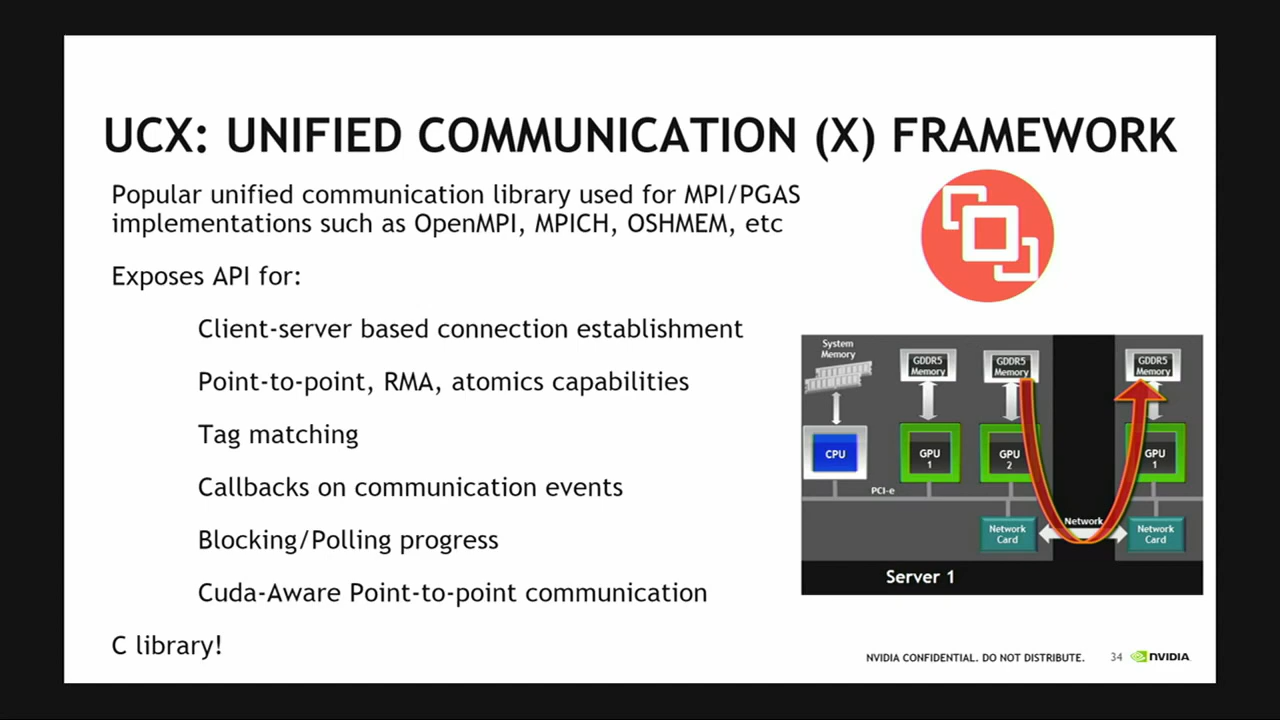 UCX: UNIFIED COMMUNICATION (X) FRAMEWORK
Popular unified communication library used for MPI/PGAS
implementations such as OpenMPI, MPICH, OSHMEM, etc
Exposes API for:
Client-server based connection establishment
Point-to-point, RMA, atomics capabilities
Tag matching
Callbacks on communication events
Blocking/Polling progress
Cuda-Aware Point-to-point communication
C library!
System
Memory
GDDR5
Memory
GDDR5
Memory
GDDR5
Memory
CPU
GPU
1
GPU
2
GPU
1
PCI-e
Network
Card
Network
Network
Card
Server 1
NVIDIA CONFIDENTIAL. DO NOT DISTRIBUTE.
34
NVIDIA